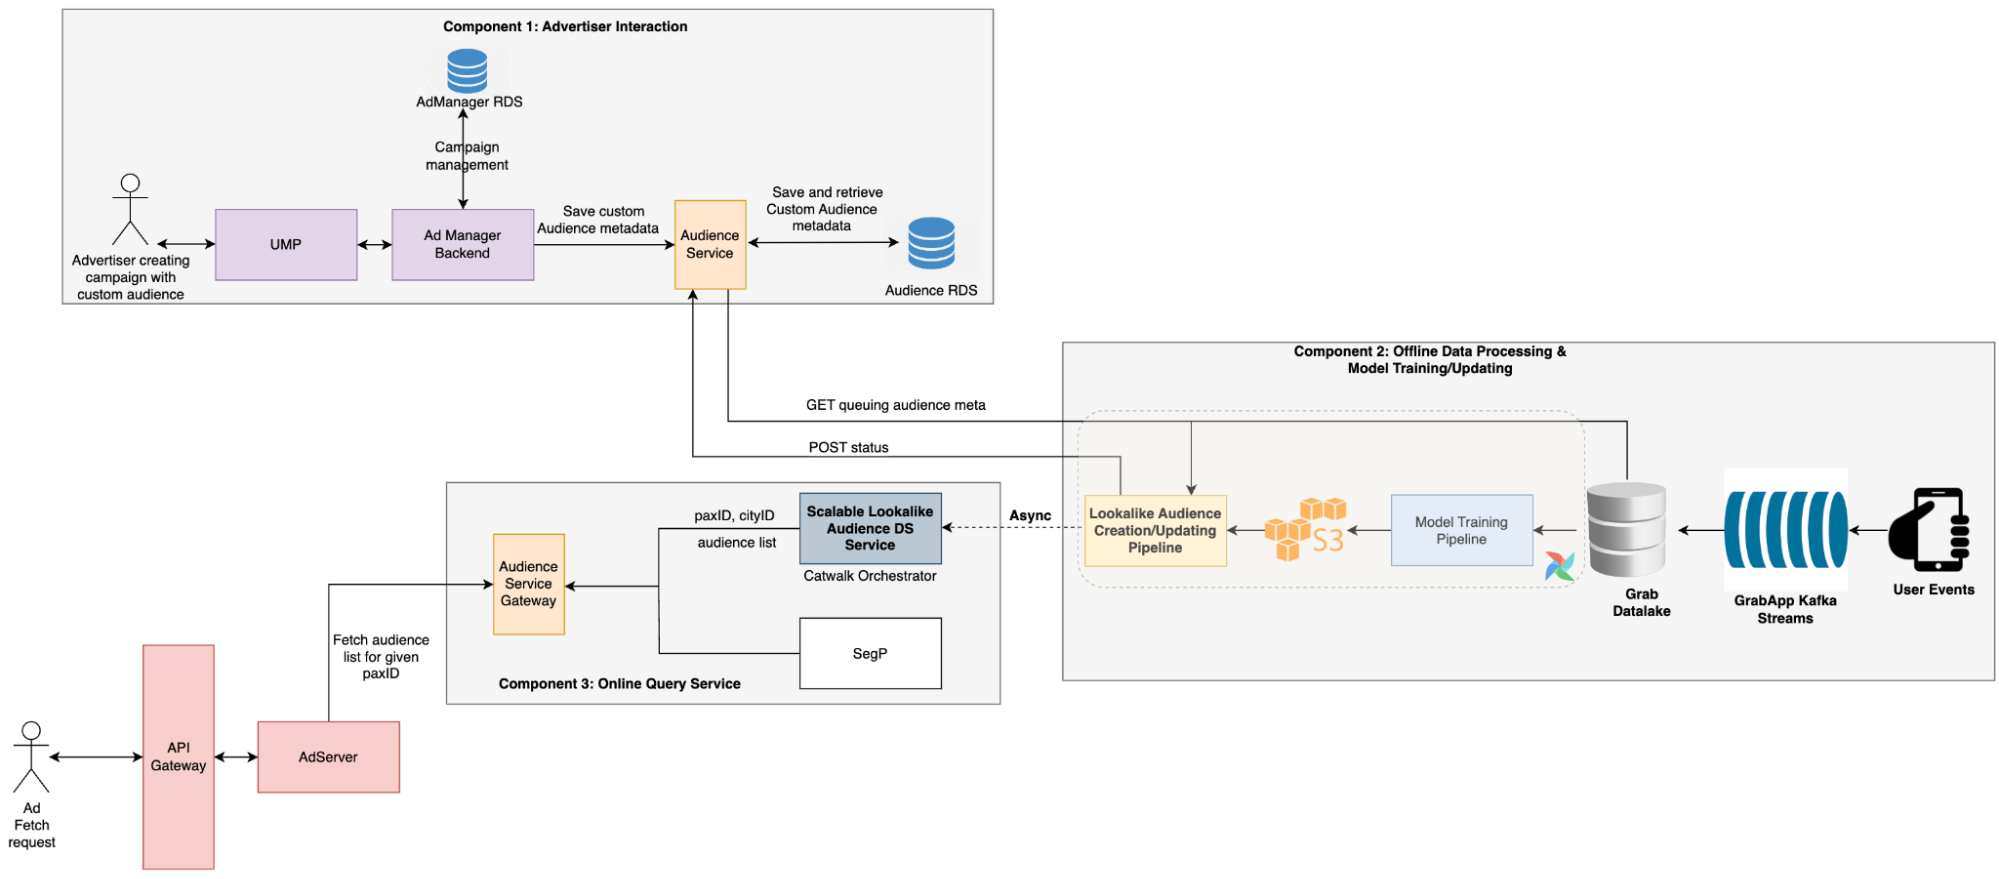 Component 1: Advertiser Interaction
AdManager RDS
Campaign
management
Advertiser creating
campaign with
custom audience
UMP
Ad Manager
Backend
Save custom
Audience metadata
Audience
Service
Save and retrieve
Custom Audience
metadata
Audience RDS
GET queuing audience meta
POST status
Component 2: Offline Data Processing &
Model Training/Updating
Lookalike Audience
Creation/Updating
Pipeline
S3
Model Training
Pipeline
Grab
Datalake
GrabApp Kafka
Streams
User Events
Async
Scalable Lookalike
Audience DS
Service
Catwalk Orchestrator
paxID, cityID
audience list
Audience
Service
Gateway
SegP
Component 3: Online Query Service
Fetch audience
list for given
paxID
API
Gateway
AdServer
Ad
Fetch
request